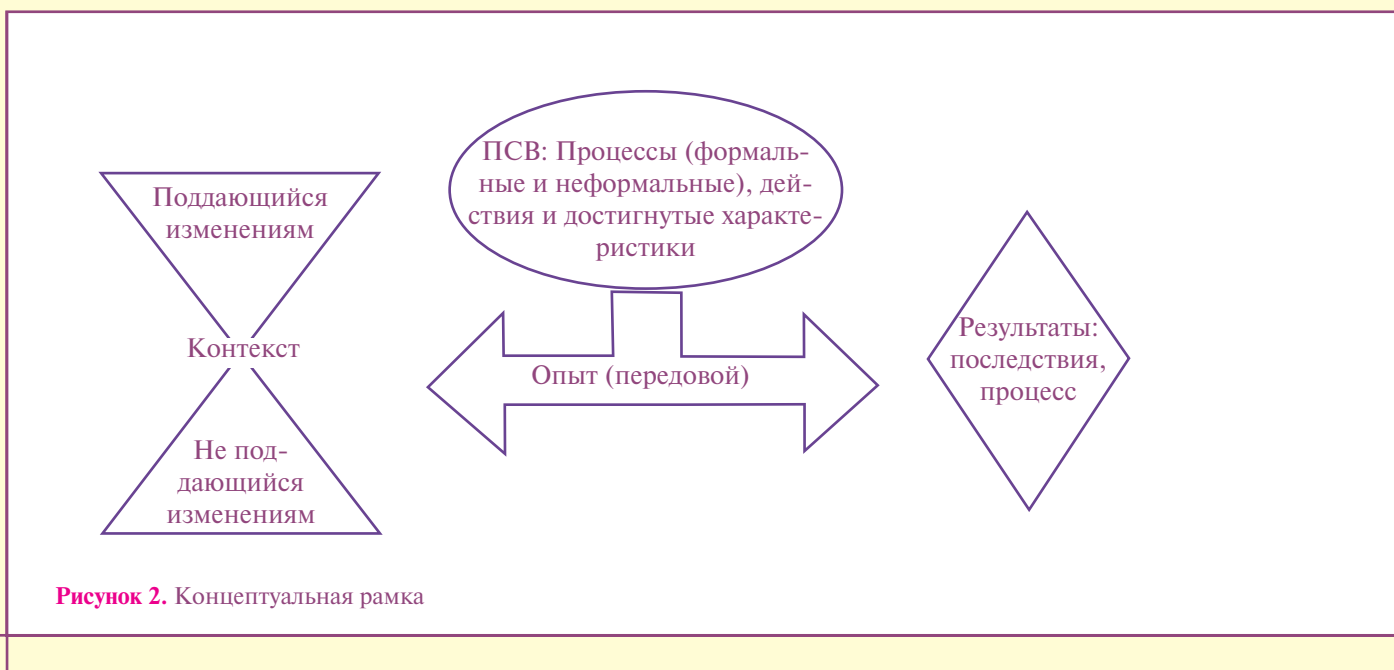 Поддающийся
изменениям
Контекст
Не под-
дающийся
изменениям
ПСВ: Процессы (формаль-
ные и неформальные), дей-
ствия и достигнутые характе-
ристики
Опыт (передовой)
Результаты:
последствия,
процесс
Рисунок 2. Концептуальная рамка